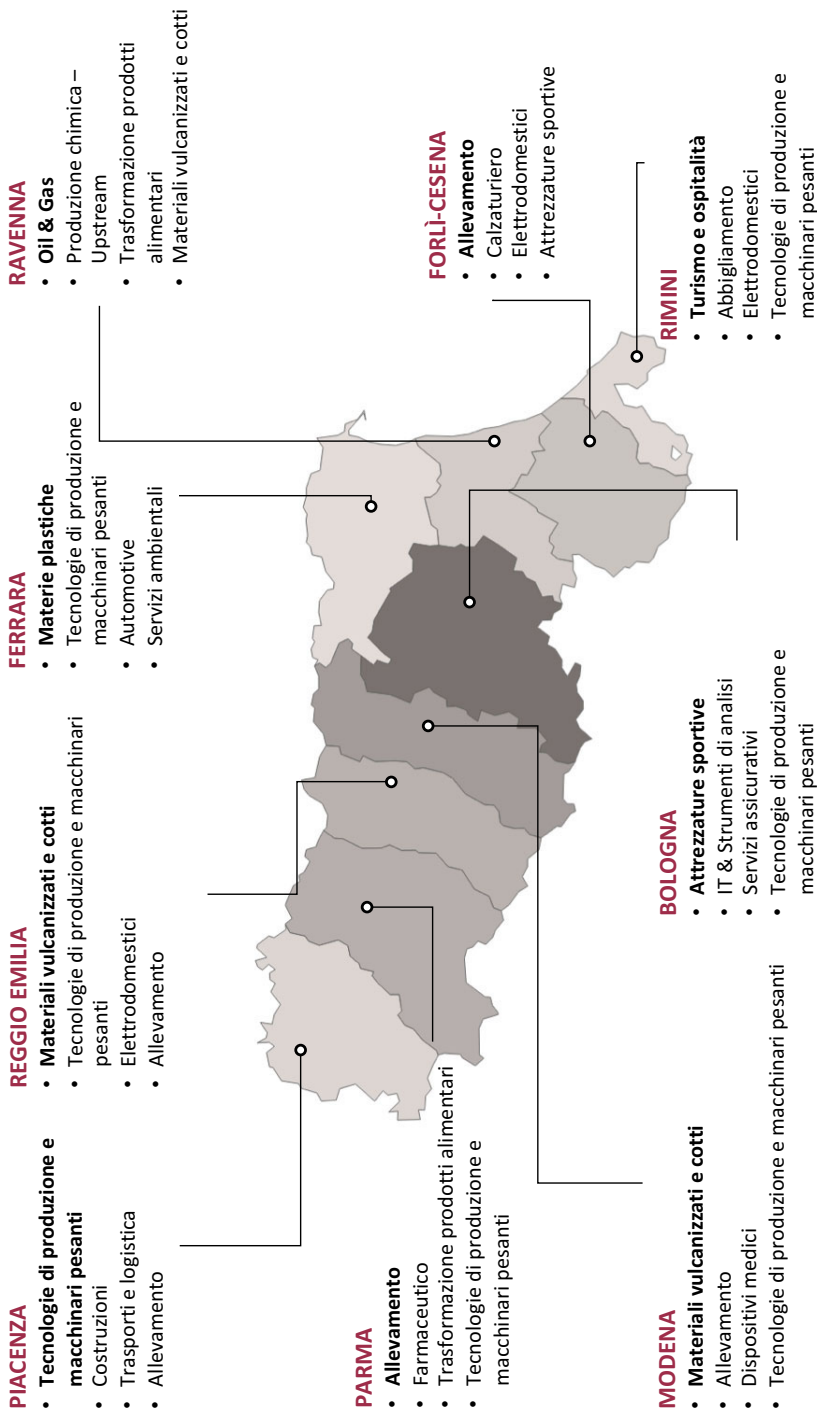 PIACENZA
• Tecnologie di produzione e
macchinari pesanti
• Costruzioni
• Trasporti e logistica
• Allevamento
REGGIO EMILIA
• Materiali vulcanizzati e cotti
• Tecnologie di produzione e macchinari
pesanti
• Elettrodomestici
• Allevamento
FERRARA
• Materie plastiche
• Tecnologie di produzione e
macchinari pesanti
• Automotive
• Servizi ambientali
RAVENNA
• Oil & Gas
• Produzione chimica –
Upstream
• Trasformazione prodotti
alimentari
• Materiali vulcanizzati e cotti
PARMA
• Allevamento
• Farmaceutico
• Trasformazione prodotti alimentari
• Tecnologie di produzione e
macchinari pesanti
FORLÌ-CESENA
• Allevamento
• Calzaturiero
• Elettrodomestici
• Attrezzature sportive
MODENA
• Materiali vulcanizzati e cotti
• Allevamento
• Dispositivi medici
• Tecnologie di produzione e macchinari pesanti
BOLOGNA
• Attrezzature sportive
• IT & Strumenti di analisi
• Servizi assicurativi
• Tecnologie di produzione e
macchinari pesanti
RIMINI
• Turismo e ospitalità
• Abbigliamento
• Elettrodomestici
• Tecnologie di produzione e
macchinari pesanti